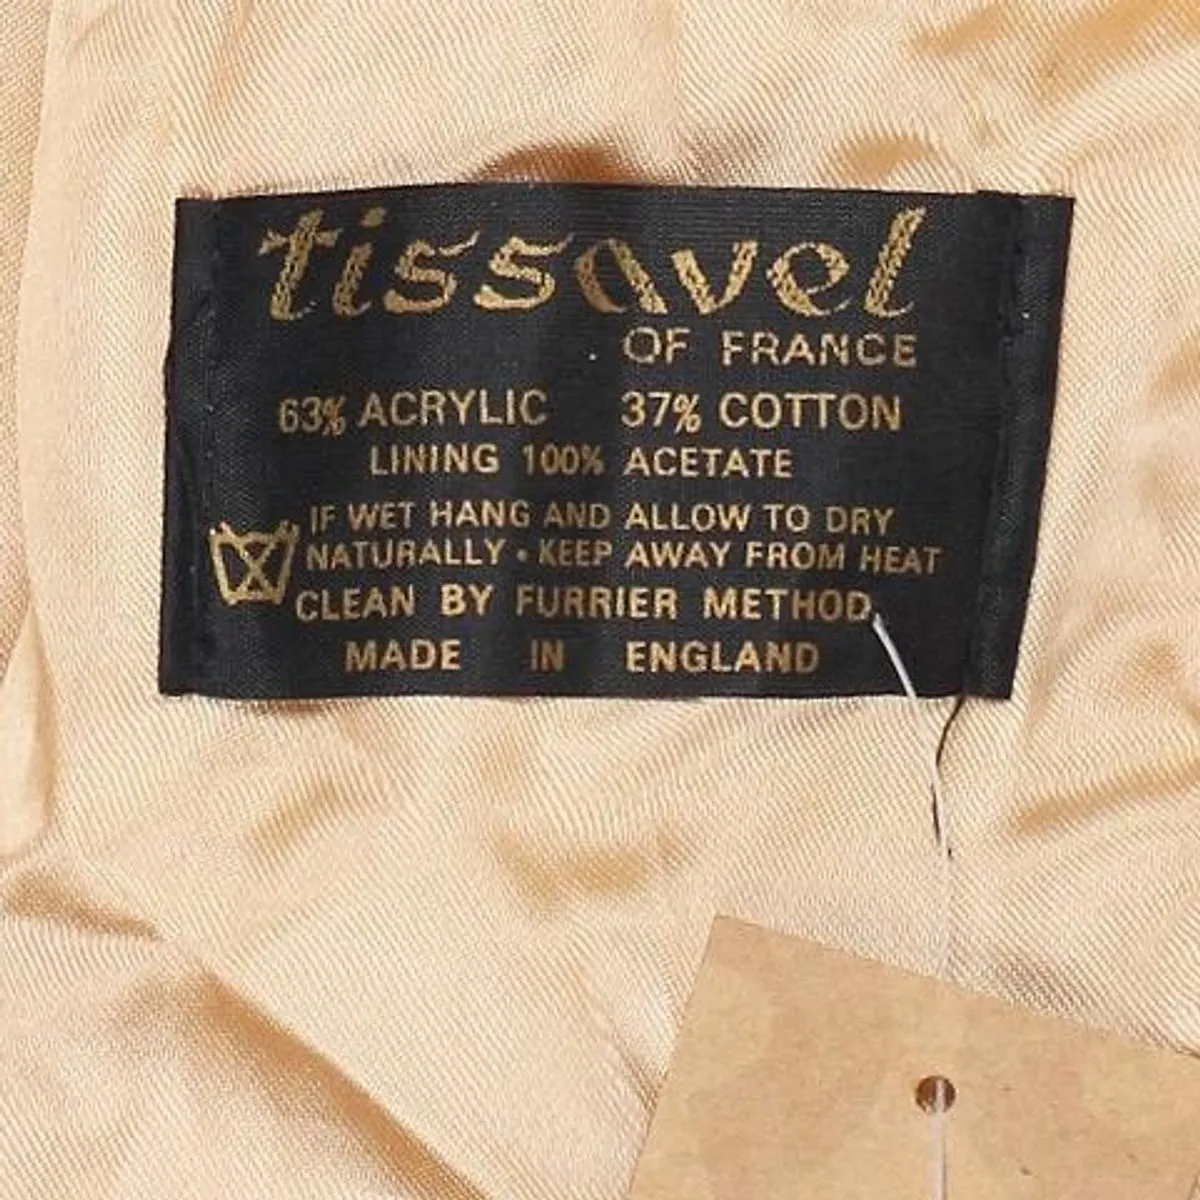 tissavel
OF FRANCE
63% ACRYLIC 37% COTTON
LINING 100% ACETATE
IF WET HANG AND ALLOW TO DRY
NATURALLY • KEEP AWAY FROM HEAT
CLEAN BY FURRIER METHOD
MADE IN ENGLAND